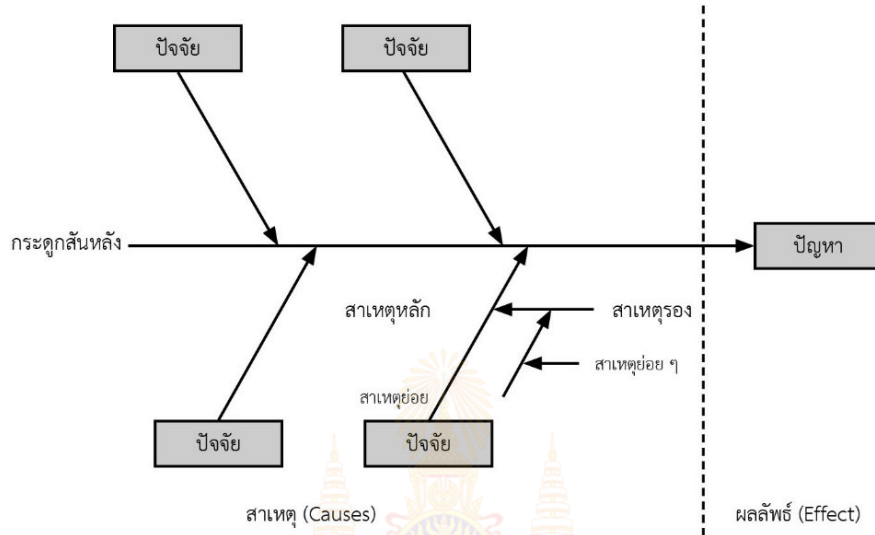 ปัจจัย
ปัจจัย
กระดูกสันหลัง
ปัญหา
สาเหตุหลัก
สาเหตุรอง
สาเหตุย่อย ๆ
สาเหตุย่อย
ปัจจัย
ปัจจัย
สาเหตุ (Causes)
ผลลัพธ์ (Effect)